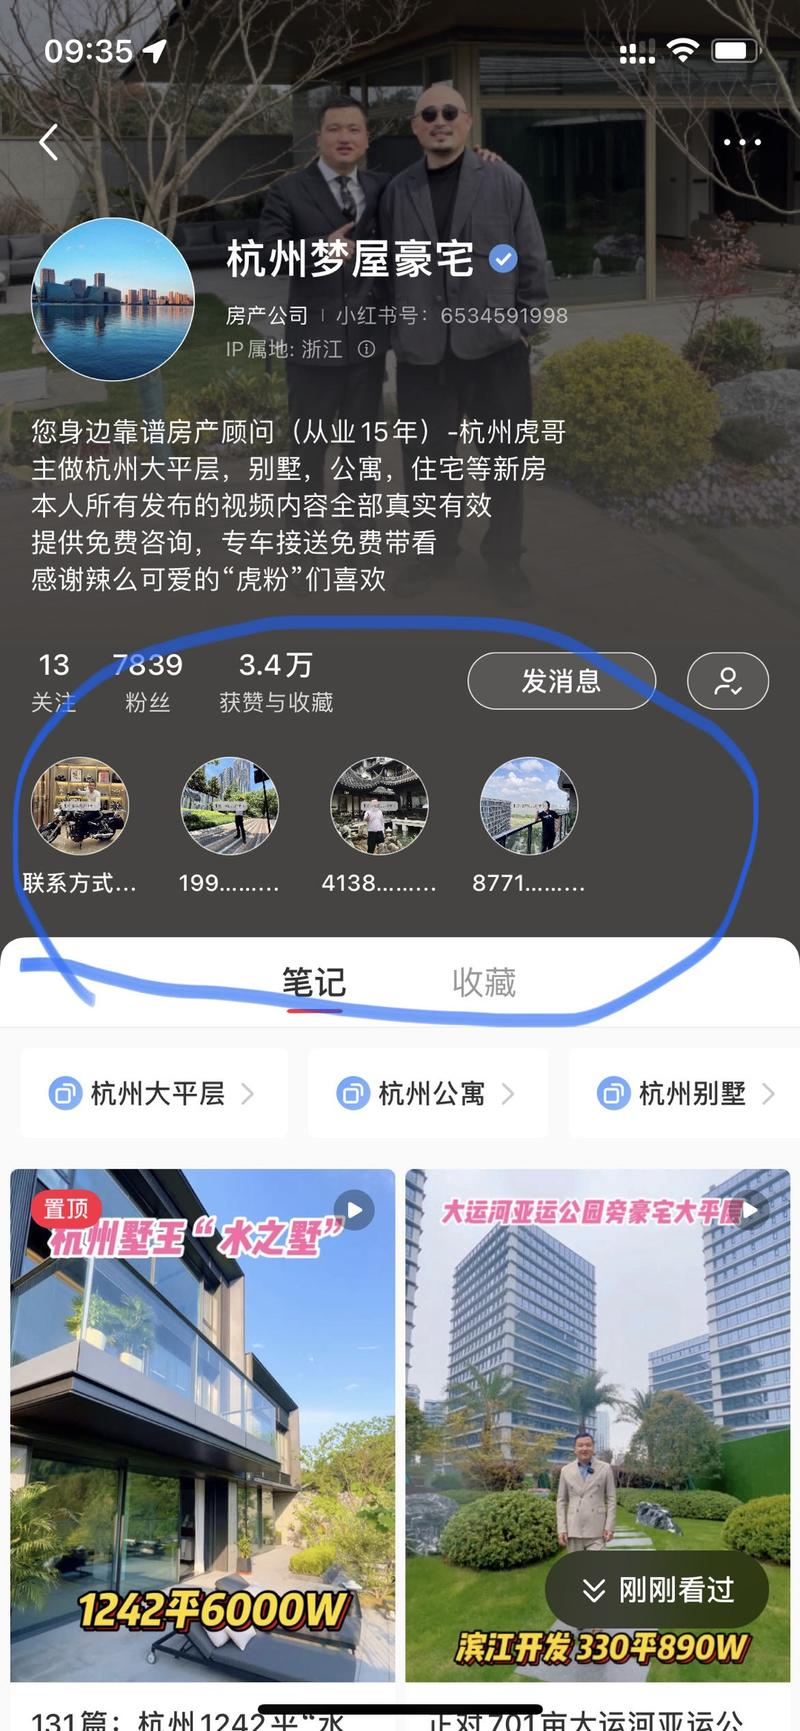 09:35
杭州梦屋豪宅
房产公司 | 小红书号：6534591998
IP属地: 浙江
您身边靠谱房产顾问（从业15年）-杭州虎哥
主做杭州大平层，别墅，公寓，住宅等新房
本人所有发布的视频内容全部真实有效
提供免费咨询，专车接送免费带看
感谢辣么可爱的“虎粉”们喜欢
13 7839 3.4万
关注 粉丝 获赞与收藏
发消息
联系方式... 199......... 4138......... 8771.........
笔记 收藏
杭州大平层 杭州公寓 杭州别墅
置顶
杭州墅王“水之墅”
1242平6000W
大运河亚运公园旁豪宅大平层
刚刚看过
滨江开发330平890W
131篇：杭州1242平“水
正对701亩大运河亚运公